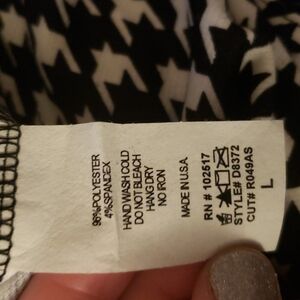 96%POLYESTER
4%SPANDEX
HAND WASH COLD
DO NOT BLEACH
HANG DRY
NO IRON
MADE IN U.S.A.
RN # 102517
STYLE# D8372
CUT# R049AS
L